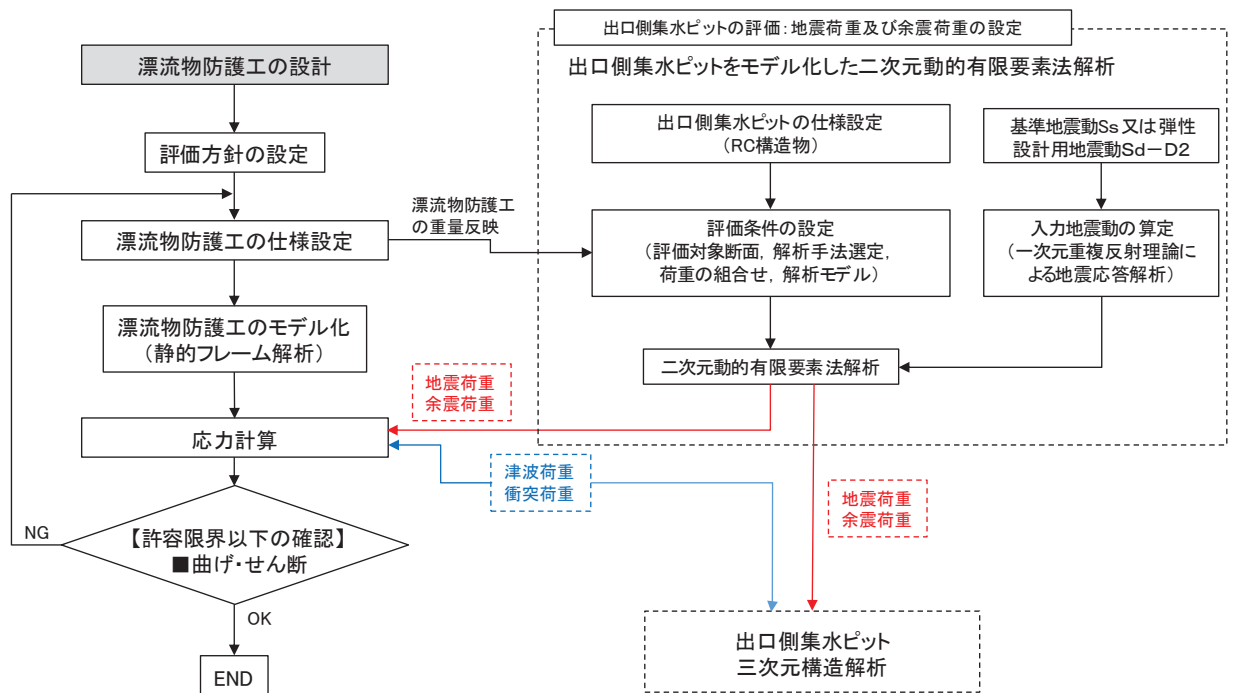 漂流物防護工の設計
評価方針の設定
漂流物防護工の仕様設定
漂流物防護工のモデル化
(静的フレーム解析)
応力計算
【許容限界以下の確認】
■曲げ・せん断
NG
OK
END
漂流物防護工
の重量反映
出口側集水ピットの評価:地震荷重及び余震荷重の設定
出口側集水ピットをモデル化した二次元動的有限要素法解析
出口側集水ピットの仕様設定
(RC構造物)
基準地震動Ss又は弾性
設計用地震動Sd-D2
評価条件の設定
(評価対象断面,解析手法選定,
荷重の組合せ,解析モデル)
入力地震動の算定
(一次元重複反射理論に
よる地震応答解析)
二次元動的有限要素法解析
地震荷重
余震荷重
津波荷重
衝突荷重
地震荷重
余震荷重
出口側集水ピット
三次元構造解析